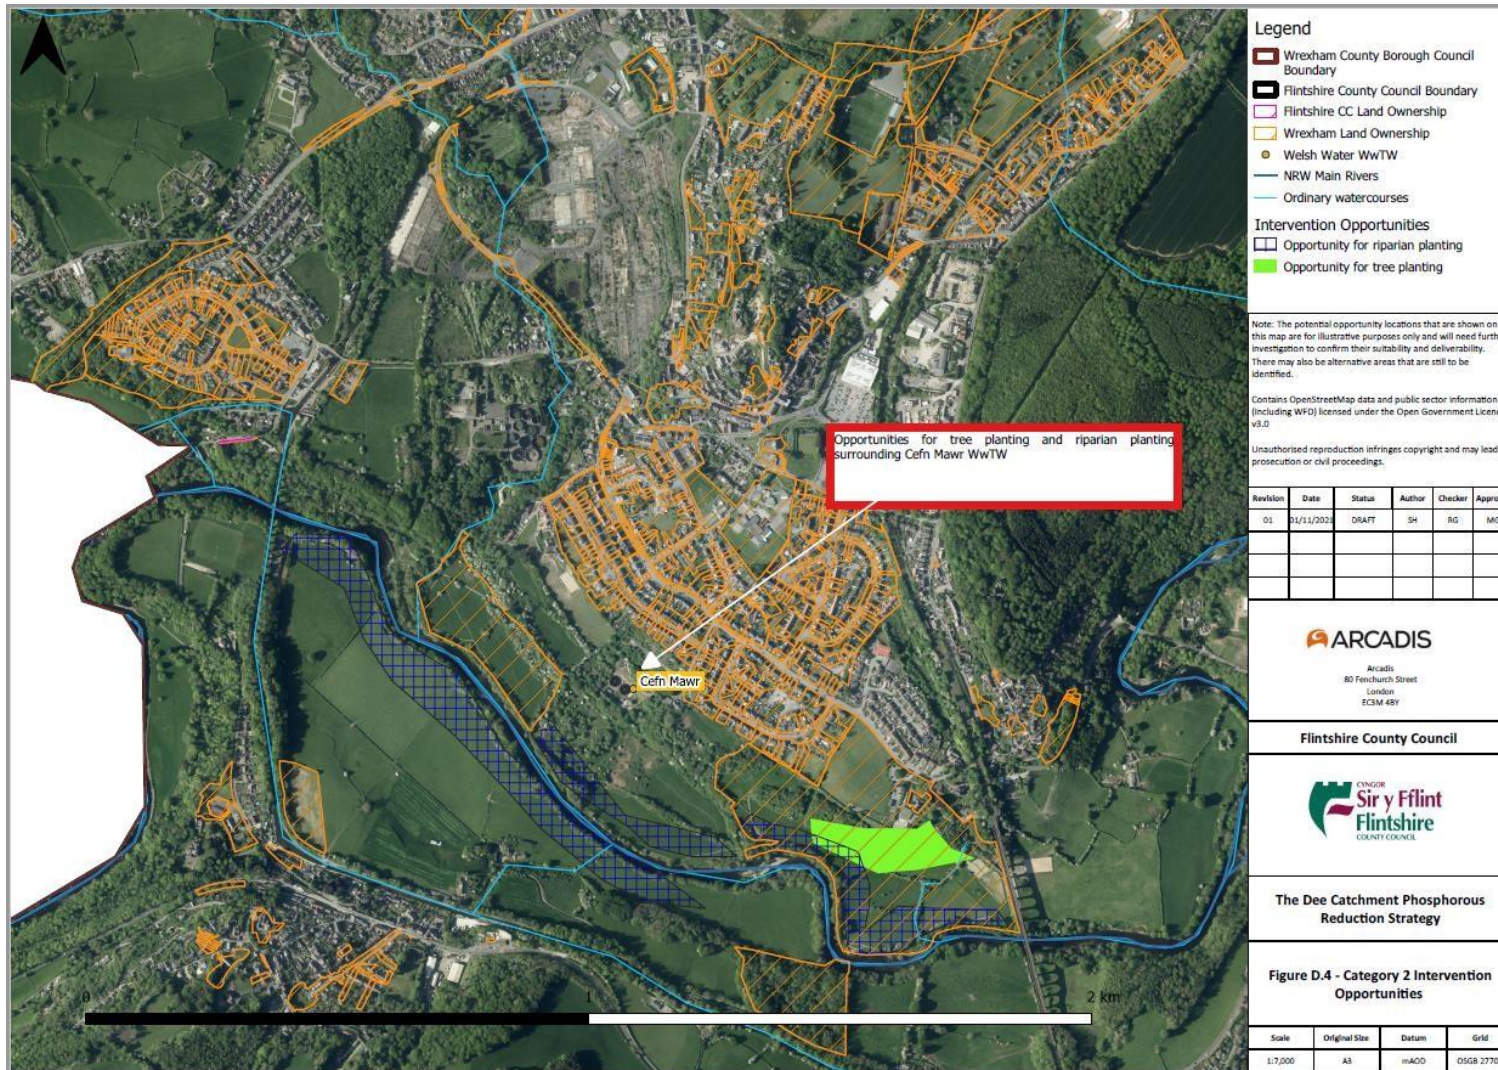 Legend
Wrexham County Borough Council
Boundary
Flintshire County Council Boundary
Flintshire CC Land Ownership
Wrexham Land Ownership
Welsh Water WwTW
NRW Main Rivers
Ordinary watercourses
Intervention Opportunities
Opportunity for riparian planting
Opportunity for tree planting
Note: The potential opportunity locations that are shown on
this map are for illustrative purposes only and will need furth
investigation to confirm their suitability and deliverability.
There may also be alternative areas that are still to be
identified.
Contains OpenStreetMap data and public sector information
(including WFD) licensed under the Open Government Licen
v3.0
Unauthorised reproduction infringes copyright and may lead
prosecution or civil proceedings.
Revision Date Status Author Checker Appro
01 01/11/2021 DRAFT SH RG MG
ARCADIS
Arcadis
80 Fenchurch Street
London
EC3M 4BY
Flintshire County Council
CYNGOR
Sir y Fflint
Flintshire
COUNTY COUNCIL
The Dee Catchment Phosphorous
Reduction Strategy
Figure D.4 - Category 2 Intervention
Opportunities
Scale Original Size Datum Grid
1:7,000 A3 mAOD OSGB 2770
Opportunities for tree planting and riparian planting
surrounding Cefn Mawr WwTW
Cefn Mawr
0 1 2 km